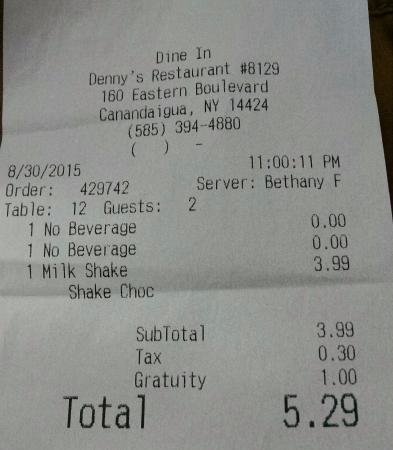 Dine In
Denny's Restaurant #8129
160 Eastern Boulevard
Canandaigua, NY 14424
(585) 394-4880
(   )   -
8/30/2015 11:00:11 PM
Order: 429742 Server: Bethany F
Table: 12 Guests: 2
1 No Beverage 0.00
1 No Beverage 0.00
1 Milk Shake 3.99
Shake Choc
SubTotal 3.99
Tax 0.30
Gratuity 1.00
Total 5.29